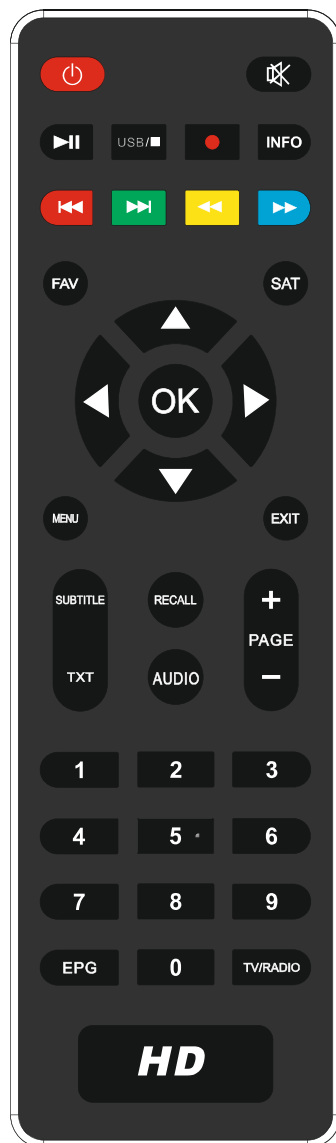 USB/■
INFO
FAV
SAT
OK
MENU
EXIT
SUBTITLE
RECALL
+
PAGE
TXT
AUDIO
−
1 2 3
4 5 6
7 8 9
EPG 0 TV/RADIO
HD